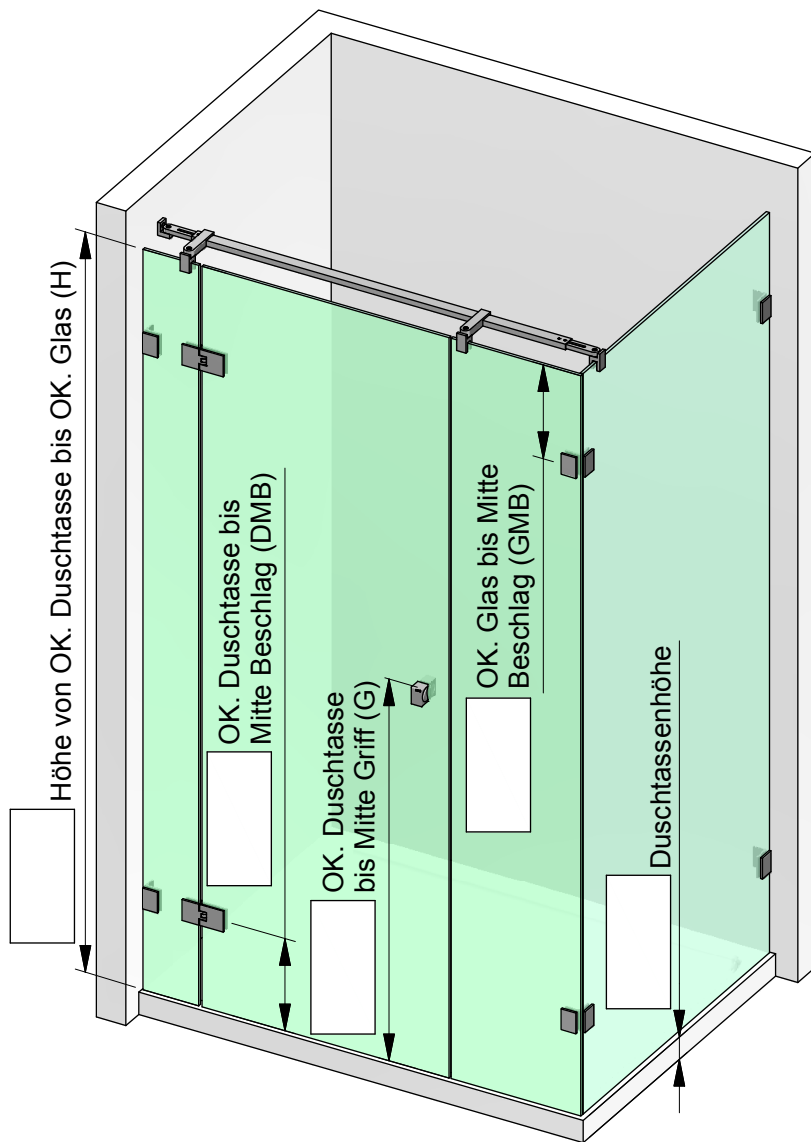 Höhe von OK. Duschtasse bis OK. Glas (H)
OK. Duschtasse bis
Mitte Beschlag (DMB)
OK. Duschtasse
bis Mitte Griff (G)
OK. Glas bis Mitte
Beschlag (GMB)
Duschtassenhöhe